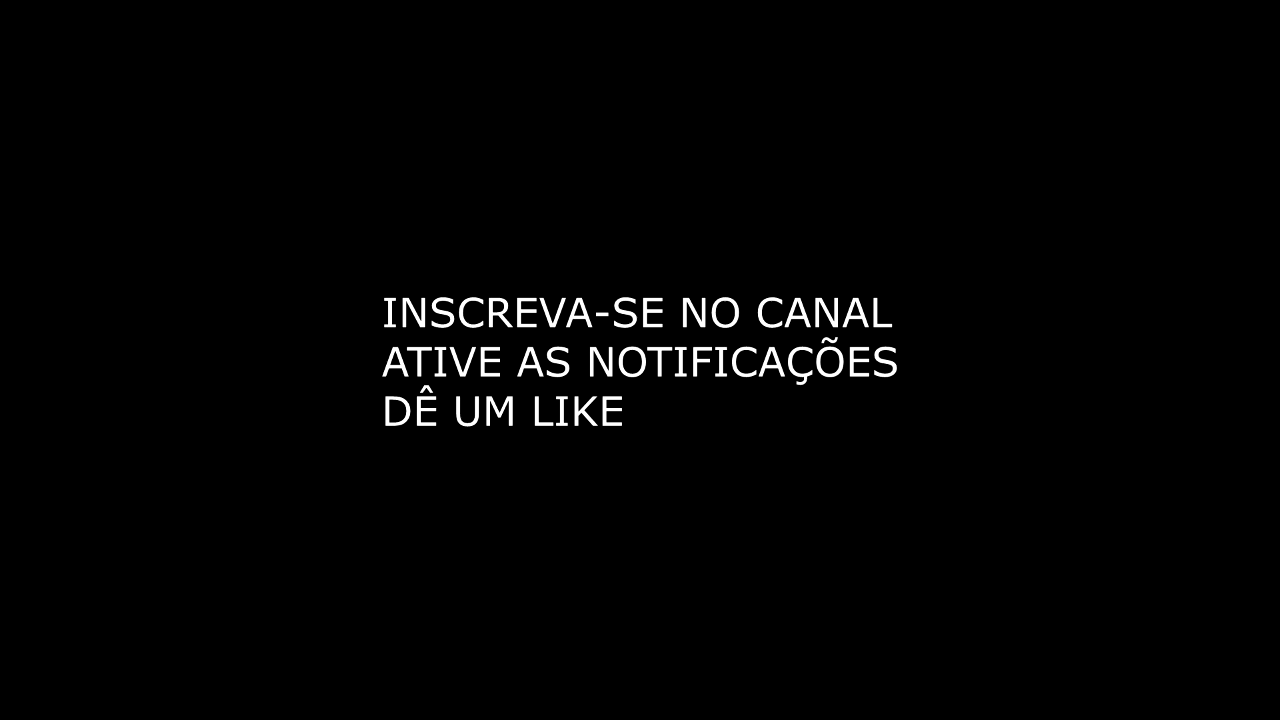 INSCREVA-SE NO CANAL
ATIVE AS NOTIFICAÇÕES
DÊ UM LIKE